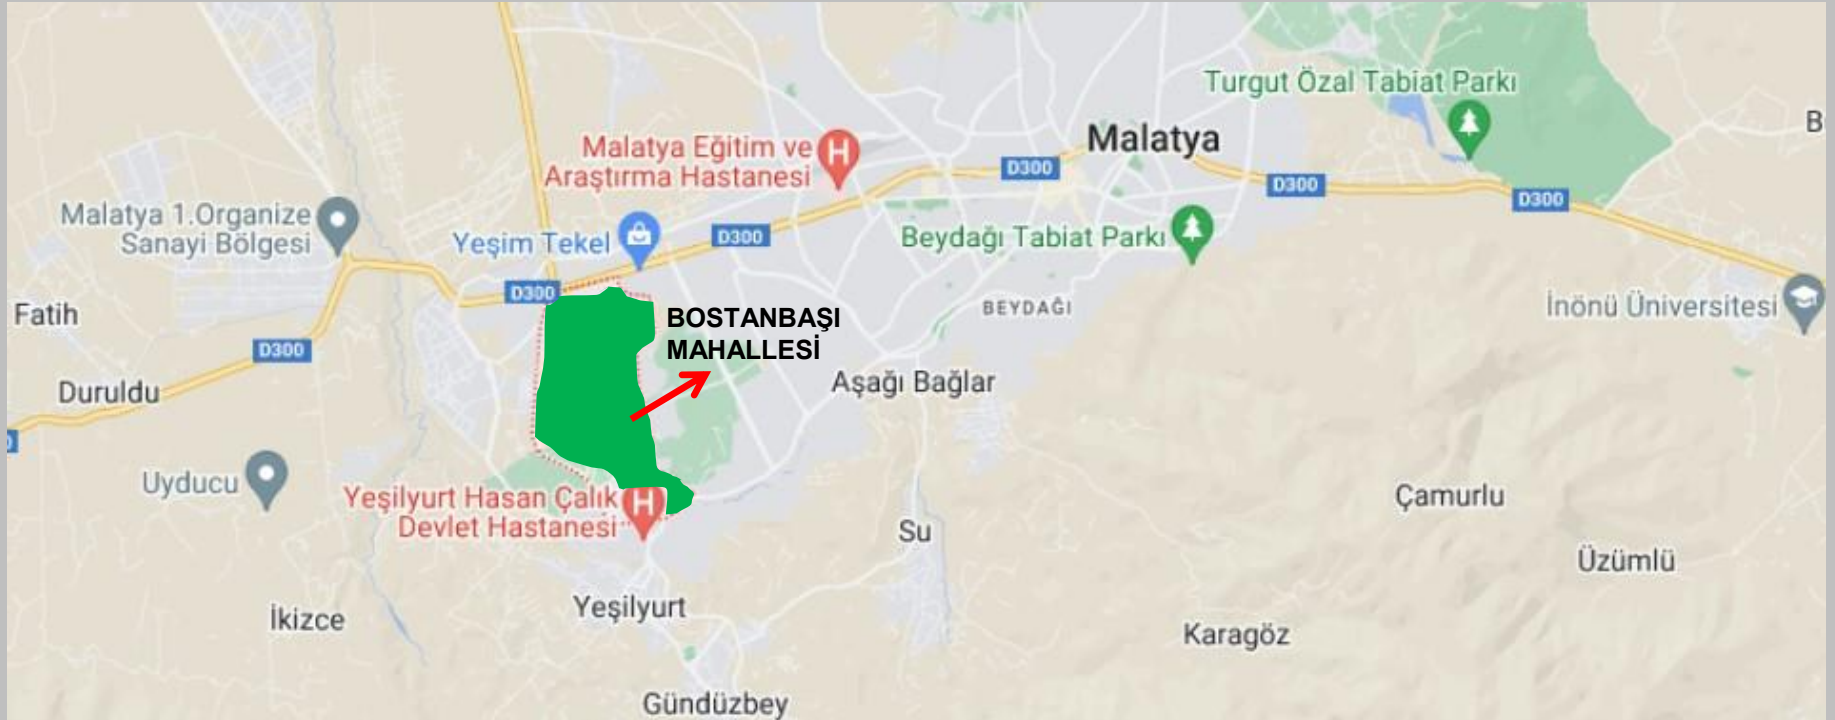 Turgut Özal Tabiat Parkı
B
Malatya
Malatya Eğitim ve
Araştırma Hastanesi
D300
D300
D300
Malatya 1.Organize
Sanayi Bölgesi
Yeşim Tekel
D300
Beydağı Tabiat Parkı
D300
BEYDAĞI
İnönü Üniversitesi
Fatih
BOSTANBAŞI
MAHALLESİ
D300
Duruldu
Aşağı Bağlar
Uyducu
Yeşilyurt Hasan Çalık
Devlet Hastanesi
Çamurlu
Su
Üzümlü
İkizce
Yeşilyurt
Karagöz
Gündüzbey